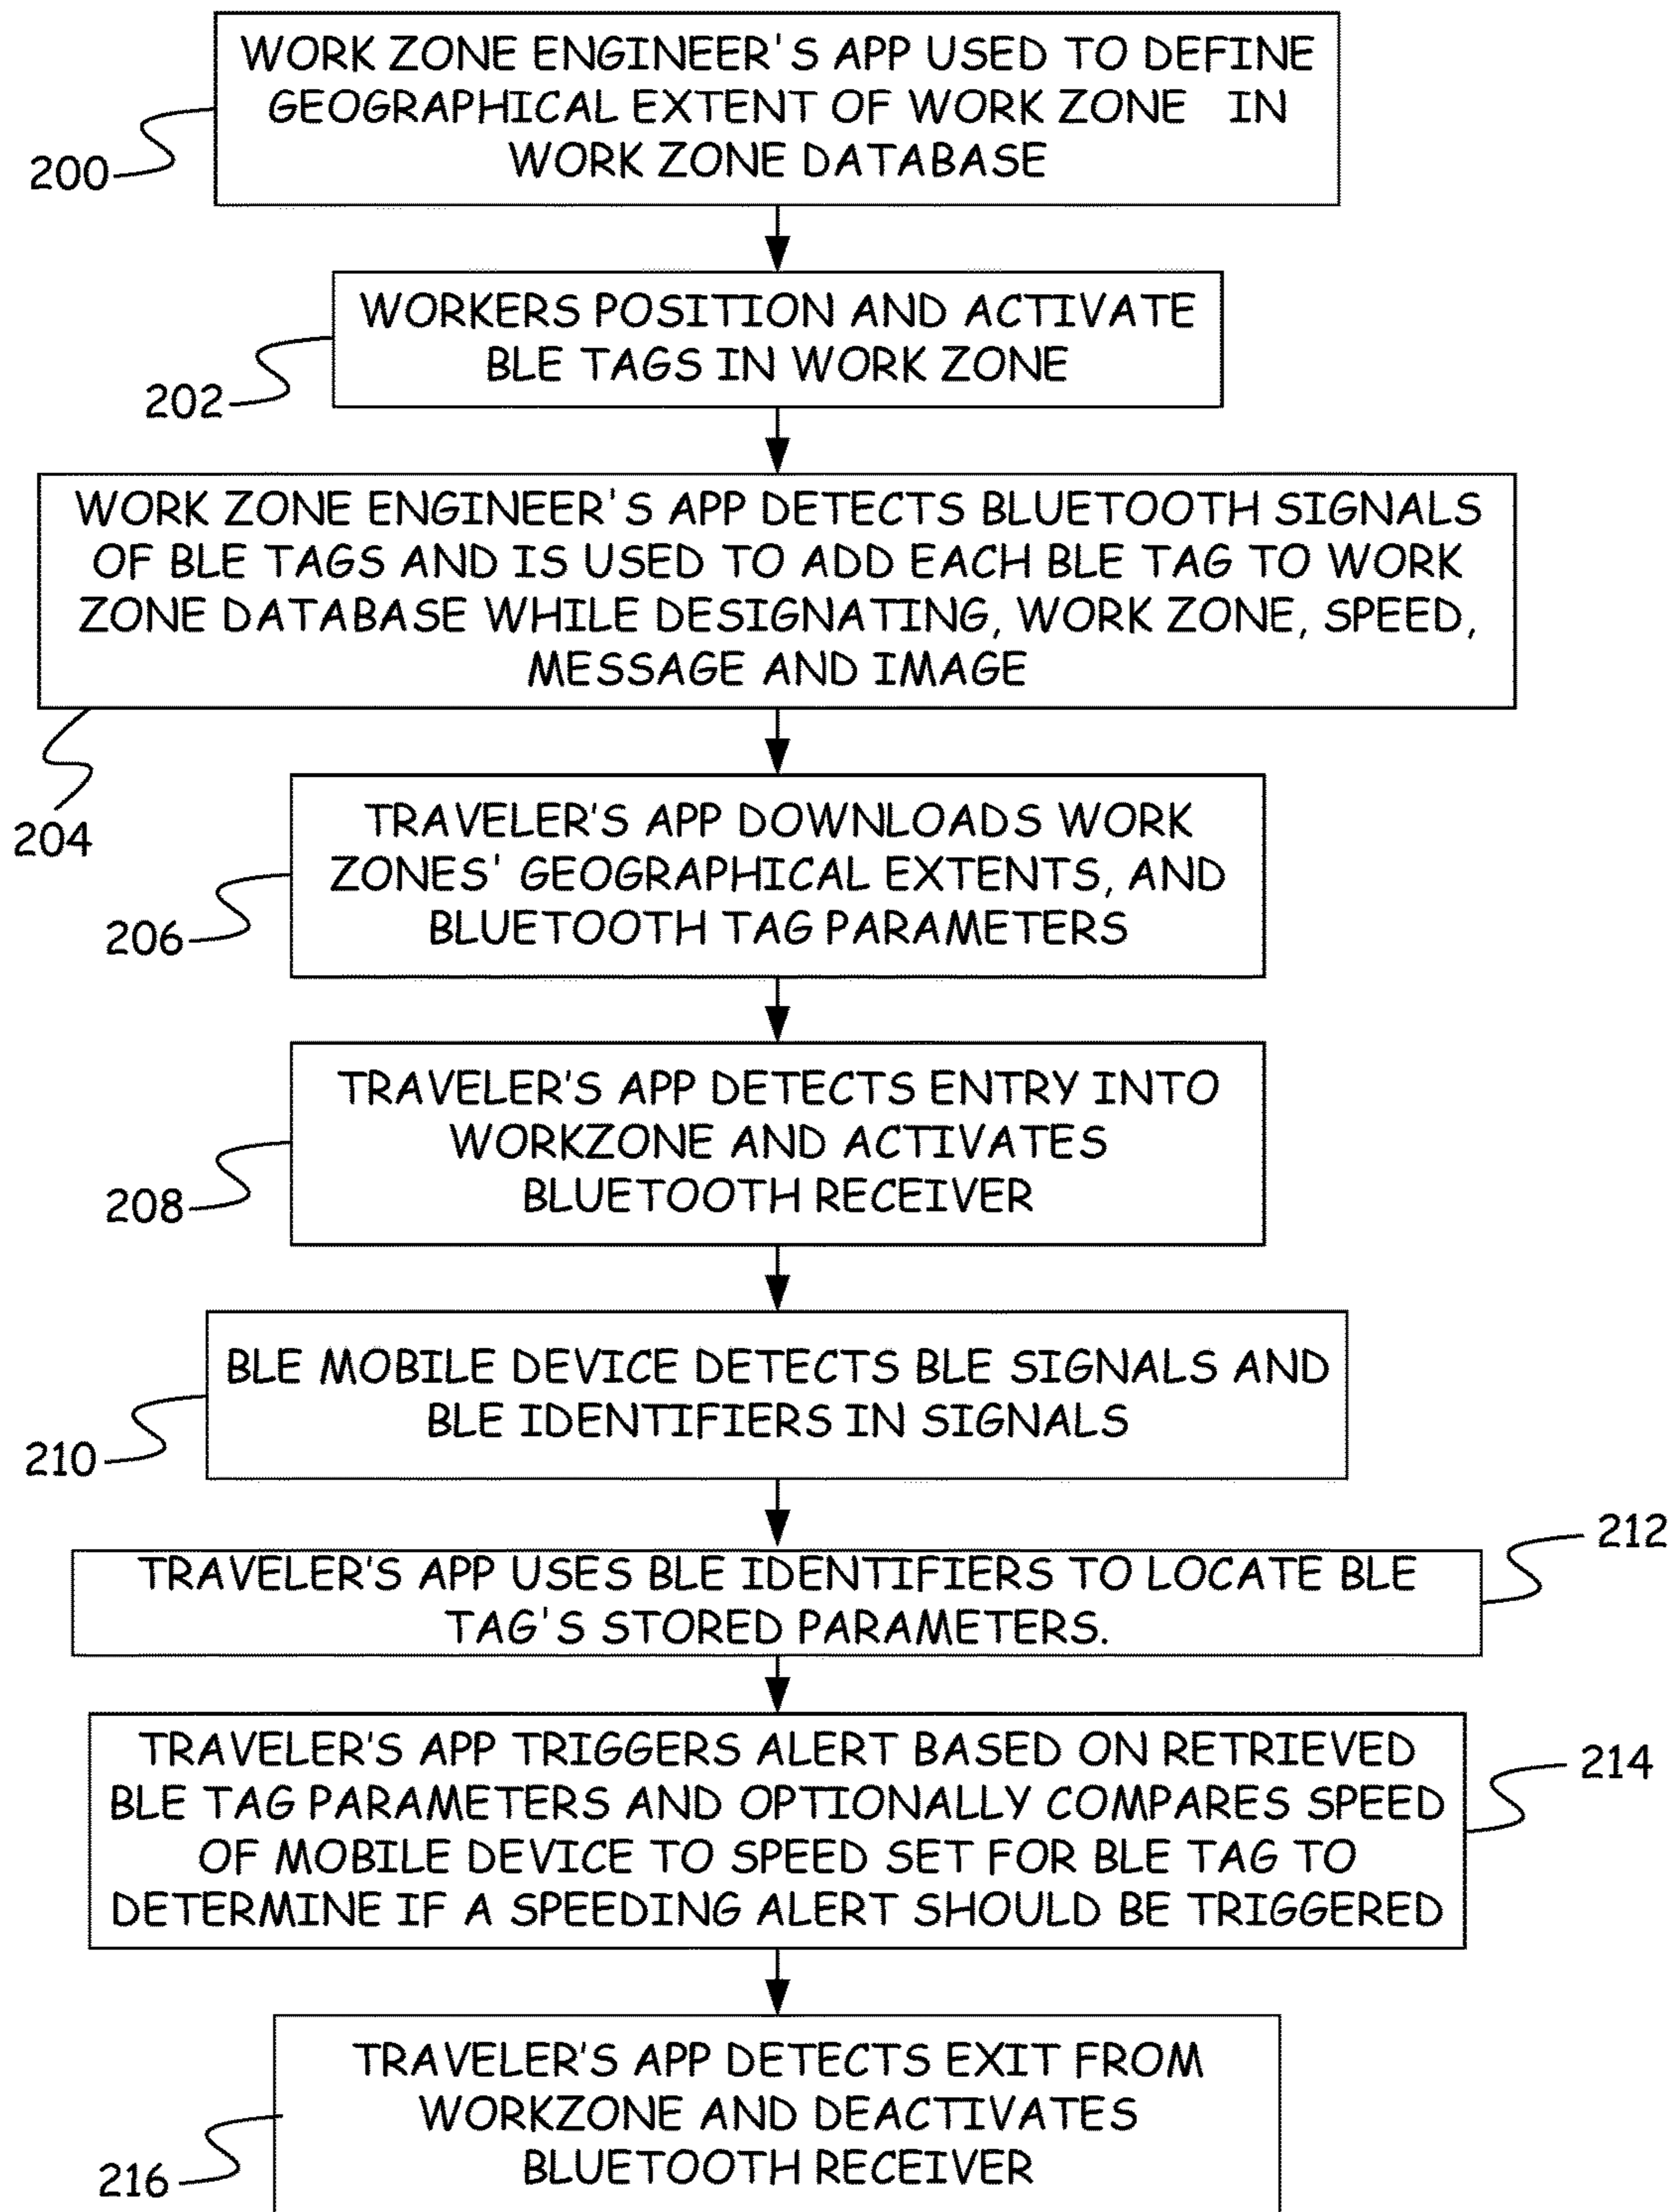 WORK ZONE ENGINEER'S APP USED TO DEFINE
GEOGRAPHICAL EXTENT OF WORK ZONE IN
WORK ZONE DATABASE
200
WORKERS POSITION AND ACTIVATE
BLE TAGS IN WORK ZONE
202
WORK ZONE ENGINEER'S APP DETECTS BLUETOOTH SIGNALS
OF BLE TAGS AND IS USED TO ADD EACH BLE TAG TO WORK
ZONE DATABASE WHILE DESIGNATING, WORK ZONE, SPEED,
MESSAGE AND IMAGE
204
TRAVELER'S APP DOWNLOADS WORK
ZONES' GEOGRAPHICAL EXTENTS, AND
BLUETOOTH TAG PARAMETERS
206
TRAVELER'S APP DETECTS ENTRY INTO
WORKZONE AND ACTIVATES
BLUETOOTH RECEIVER
208
BLE MOBILE DEVICE DETECTS BLE SIGNALS AND
BLE IDENTIFIERS IN SIGNALS
210
TRAVELER'S APP USES BLE IDENTIFIERS TO LOCATE BLE
TAG'S STORED PARAMETERS.
212
TRAVELER'S APP TRIGGERS ALERT BASED ON RETRIEVED
BLE TAG PARAMETERS AND OPTIONALLY COMPARES SPEED
OF MOBILE DEVICE TO SPEED SET FOR BLE TAG TO
DETERMINE IF A SPEEDING ALERT SHOULD BE TRIGGERED
214
TRAVELER'S APP DETECTS EXIT FROM
WORKZONE AND DEACTIVATES
BLUETOOTH RECEIVER
216